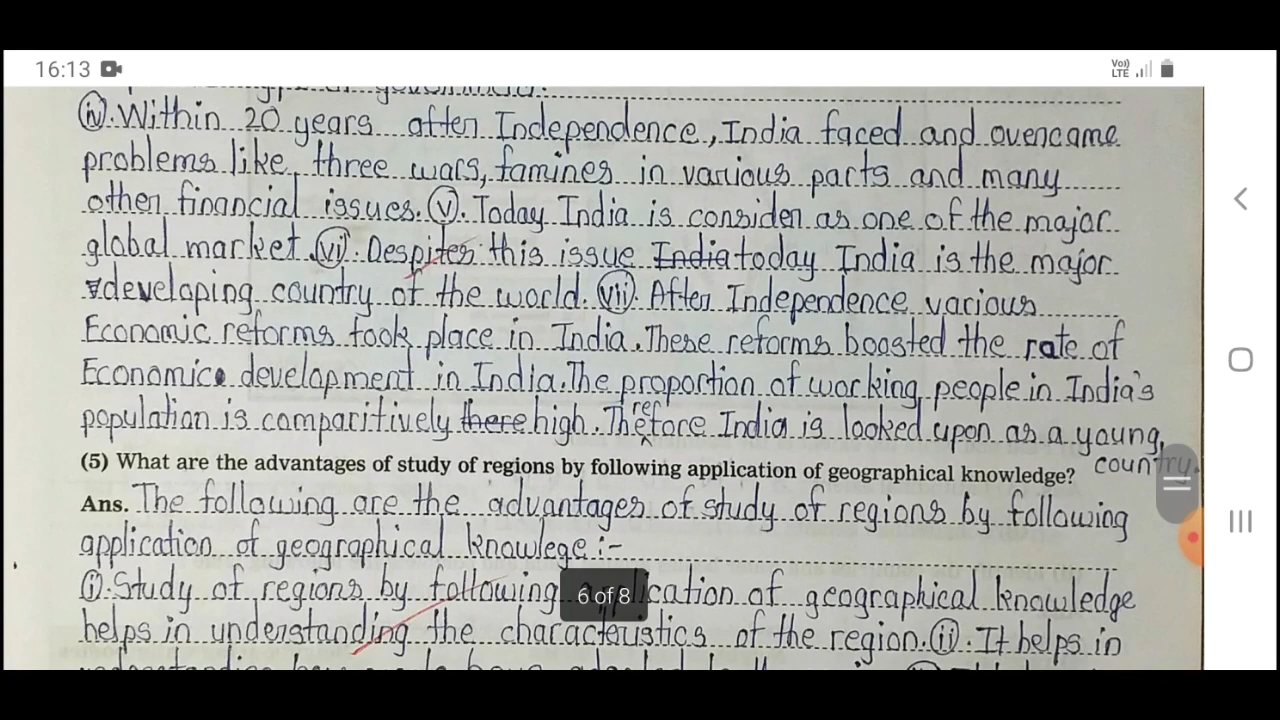 16:13
Vo)) LTE
(iv). Within 20 years after Independence, India faced and overcame
problems like three wars, famines in various parts and many
other financial issues. (v). Today India is consider as one of the major
global market. (vi). Despites this issue India today India is the major
developing country of the world. (vii). After Independence various
Economic reforms took place in India. These reforms boosted the rate of
Economic development in India. The proportion of working people in India's
population is comparitively there high. Therefore India is looked upon as a young
country.
(5) What are the advantages of study of regions by following application of geographical knowledge?
Ans. The following are the advantages of study of regions by following
application of geographical knowlege :-
(i). Study of regions by following application of geographical knowledge
6 of 8
helps in understanding the characteristics of the region. (ii). It helps in